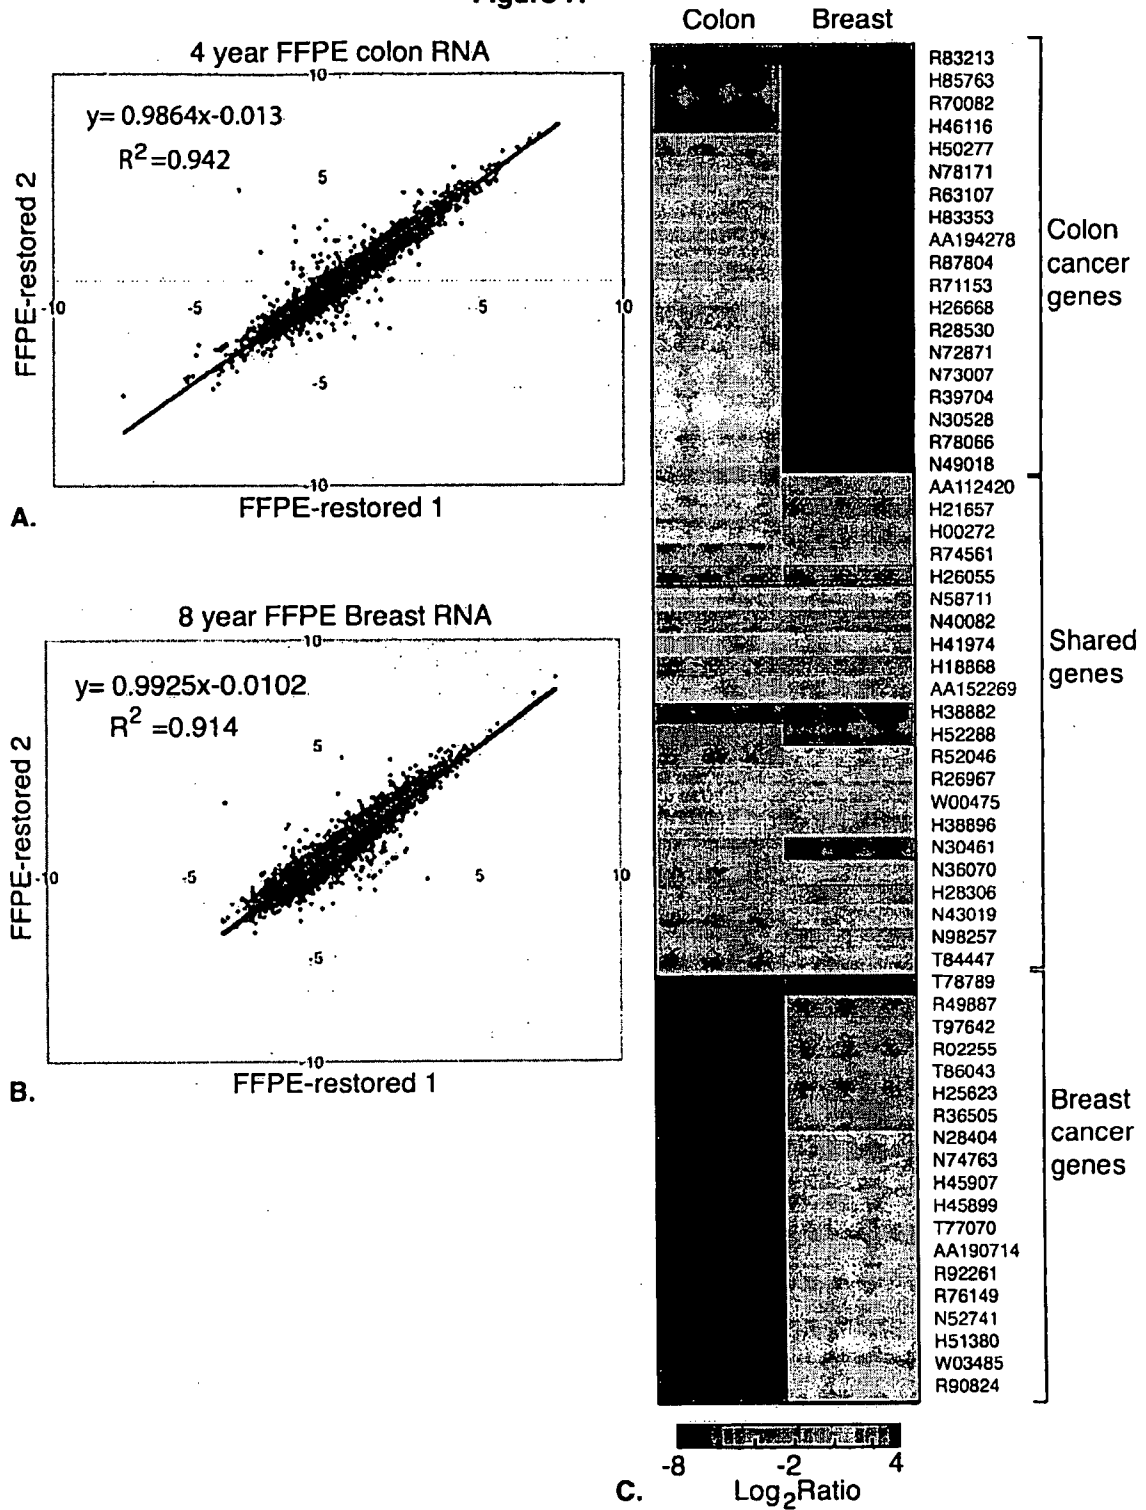 4 year FFPE colon RNA
10
y= 0.9864x-0.013
R2=0.942
5
-10
-5
5
10
-5
-10
FFPE-restored 2
FFPE-restored 1
A.
8 year FFPE Breast RNA
10
y= 0.9925x-0.0102
R2 =0.914
5
-10
-5
5
10
-5
-10
FFPE-restored 2
FFPE-restored 1
B.
Colon
Breast
R83213
H85763
R70082
H46116
H50277
N78171
R63107
H83353
AA194278
R87804
R71153
H26668
R28530
N72871
N73007
R39704
N30528
R78066
N49018
AA112420
H21657
H00272
R74561
H26055
N58711
N40082
H41974
H18868
AA152269
H38882
H52288
R52046
R26967
W00475
H38896
N30461
N36070
H28306
N43019
N98257
T84447
T78789
R49887
T97642
R02255
T86043
H25623
R36505
N28404
N74763
H45907
H45899
T77070
AA190714
R92261
R76149
N52741
H51380
W03485
R90824
Colon
cancer
genes
Shared
genes
Breast
cancer
genes
-8
-2
4
Log2Ratio
C.